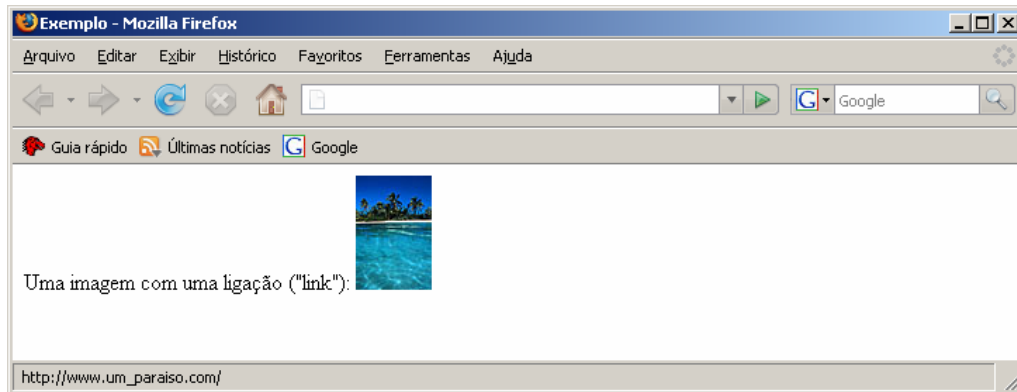 Exemplo - Mozilla Firefox
Arquivo Editar Exibir Histórico Favoritos Ferramentas Ajuda
G Google
Guia rápido Últimas notícias G Google
Uma imagem com uma ligação ("link"):
http://www.um_paraiso.com/